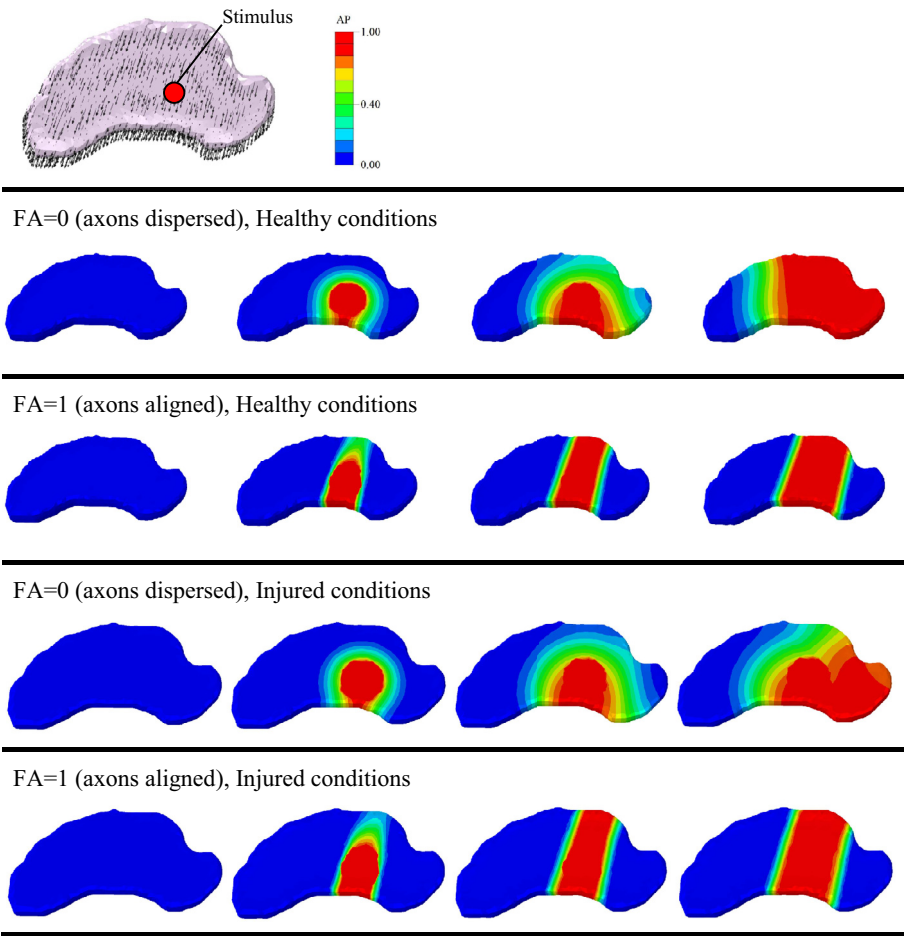 Stimulus
AP
1.00
0.40
0.00
FA=0 (axons dispersed), Healthy conditions
FA=1 (axons aligned), Healthy conditions
FA=0 (axons dispersed), Injured conditions
FA=1 (axons aligned), Injured conditions